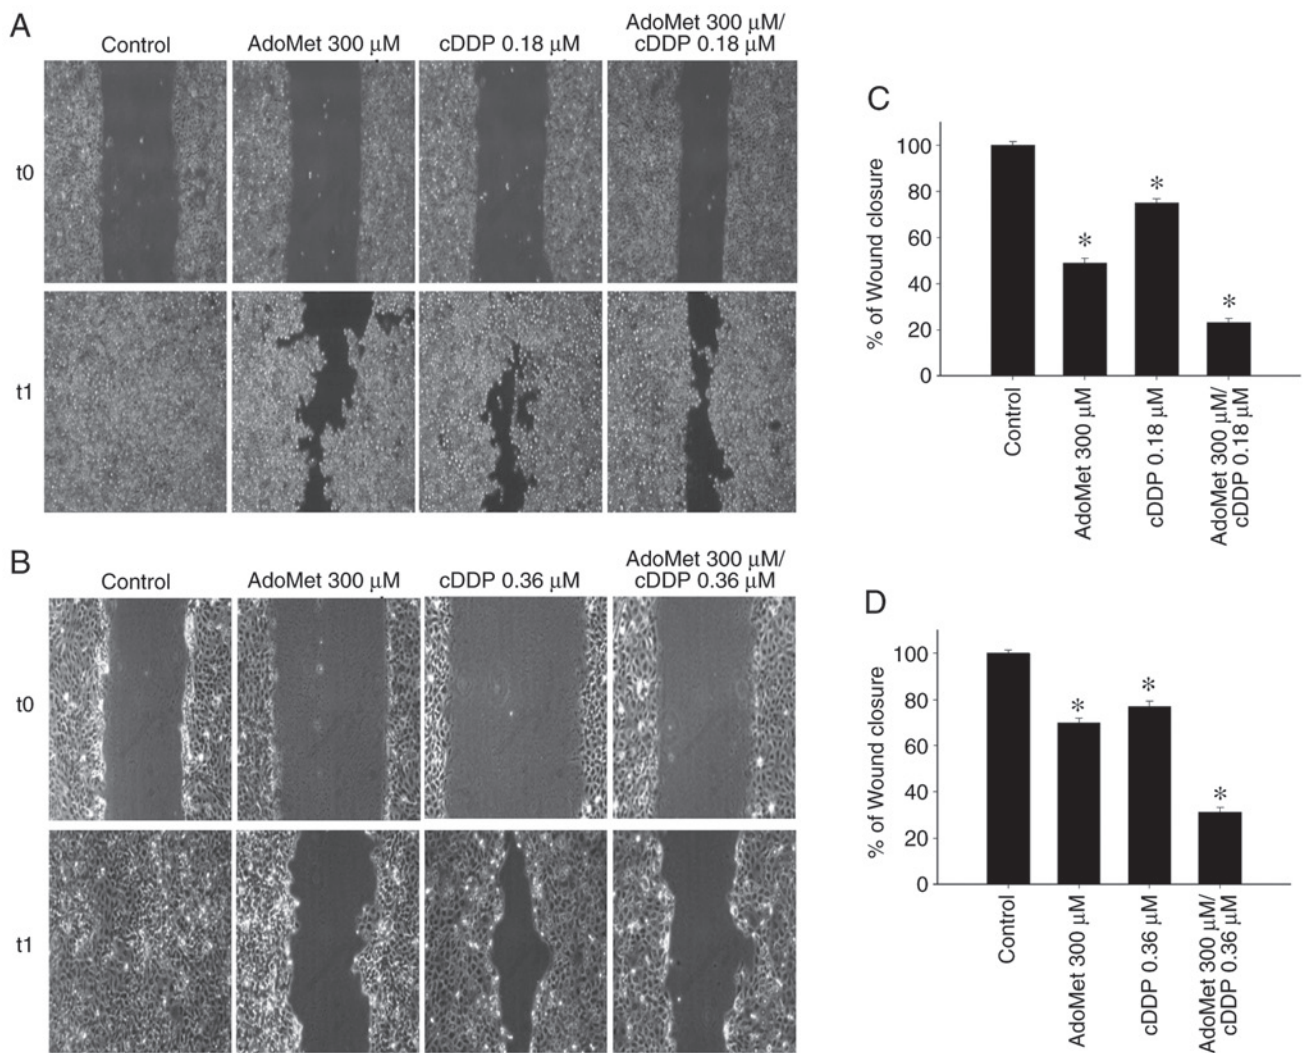 A
Control
AdoMet 300 μM
cDDP 0.18 μM
AdoMet 300 μM/
cDDP 0.18 μM
t0
t1
B
Control
AdoMet 300 μM
cDDP 0.36 μM
AdoMet 300 μM/
cDDP 0.36 μM
t0
t1
C
% of Wound closure
100
80
60
40
20
0
*
*
*
Control
AdoMet 300 μM
cDDP 0.18 μM
AdoMet 300 μM/
cDDP 0.18 μM
D
% of Wound closure
100
80
60
40
20
0
*
*
*
Control
AdoMet 300 μM
cDDP 0.36 μM
AdoMet 300 μM/
cDDP 0.36 μM